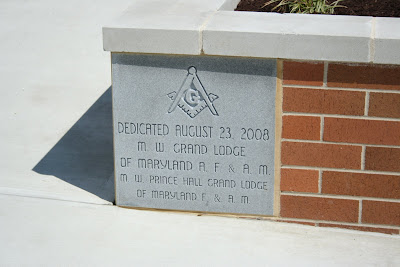 G
DEDICATED AUGUST 23, 2008
M. W. GRAND LODGE
OF MARYLAND A. F. & A. M.
M. W. PRINCE HALL GRAND LODGE
OF MARYLAND F. & A. M.